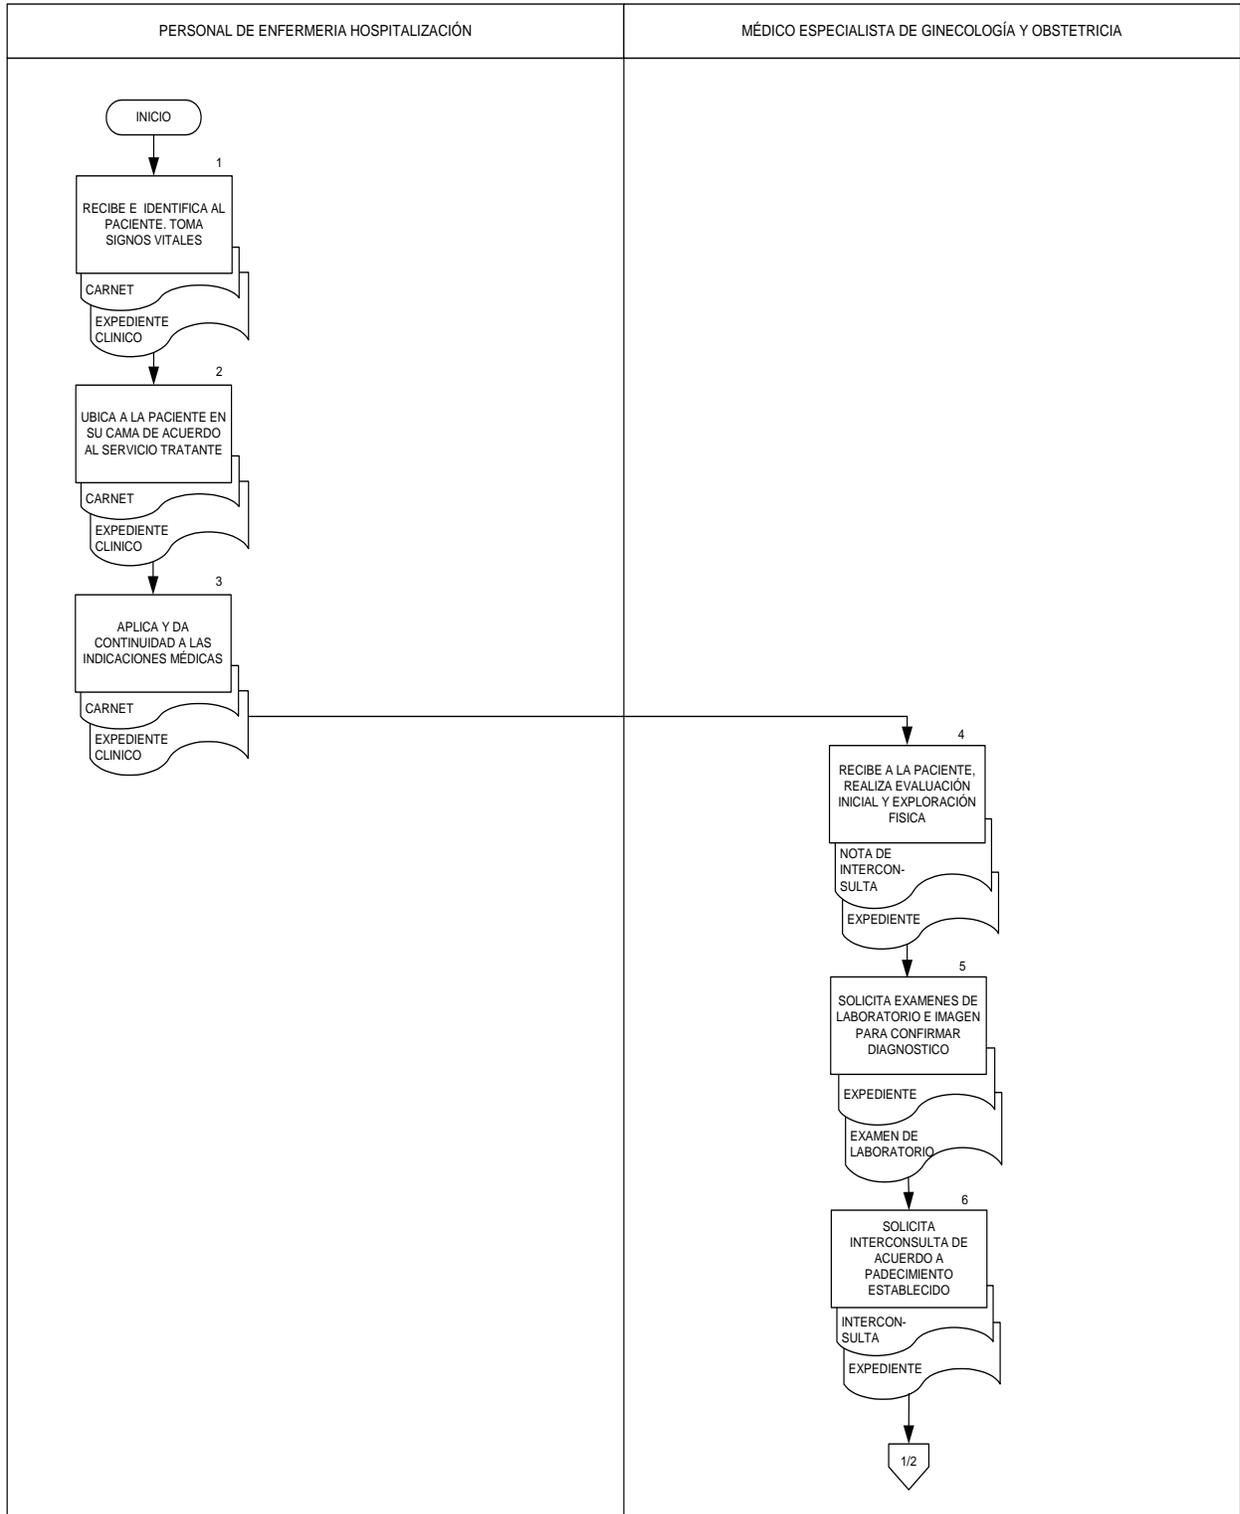 PERSONAL DE ENFERMERIA HOSPITALIZACIÓN
MÉDICO ESPECIALISTA DE GINECOLOGÍA Y OBSTETRICIA
INICIO
1
RECIBE E IDENTIFICA AL
PACIENTE. TOMA
SIGNOS VITALES
CARNET
EXPEDIENTE
CLINICO
2
UBICA A LA PACIENTE EN
SU CAMA DE ACUERDO
AL SERVICIO TRATANTE
CARNET
EXPEDIENTE
CLINICO
3
APLICA Y DA
CONTINUIDAD A LAS
INDICACIONES MÉDICAS
CARNET
EXPEDIENTE
CLINICO
4
RECIBE A LA PACIENTE,
REALIZA EVALUACIÓN
INICIAL Y EXPLORACIÓN
FISICA
NOTA DE
INTERCON-
SULTA
EXPEDIENTE
5
SOLICITA EXAMENES DE
LABORATORIO E IMAGEN
PARA CONFIRMAR
DIAGNOSTICO
EXPEDIENTE
EXAMEN DE
LABORATORIO
6
SOLICITA
INTERCONSULTA DE
ACUERDO A
PADECIMIENTO
ESTABLECIDO
INTERCON-
SULTA
EXPEDIENTE
1/2